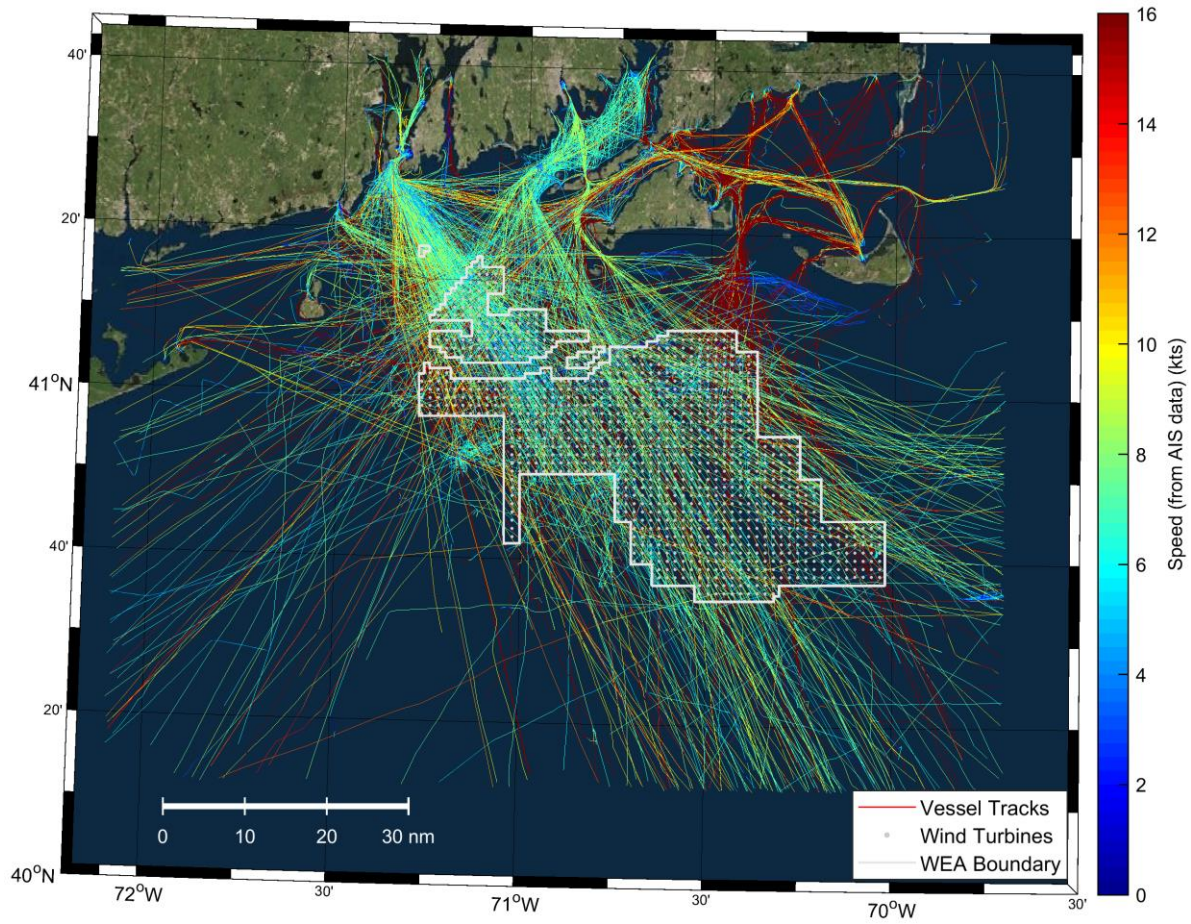 40'
20'
41°N
40'
20'
40°N
72°W
30'
71°W
30'
70°W
30'
0
10
20
30 nm
Vessel Tracks
Wind Turbines
WEA Boundary
16
14
12
10
8
6
4
2
0
Speed (from AIS data) (kts)